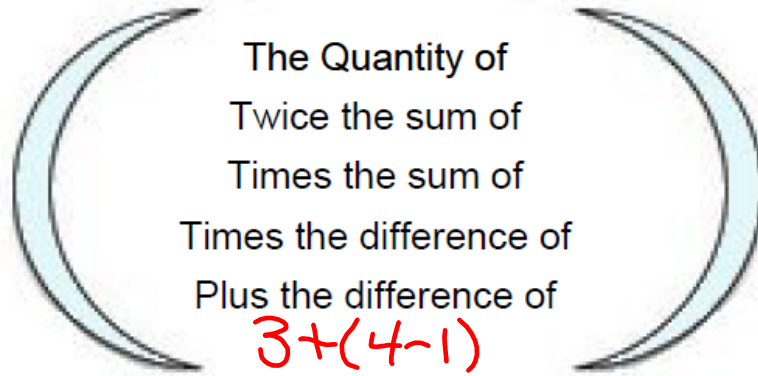 The Quantity of
Twice the sum of
Times the sum of
Times the difference of
Plus the difference of
3+(4-1)